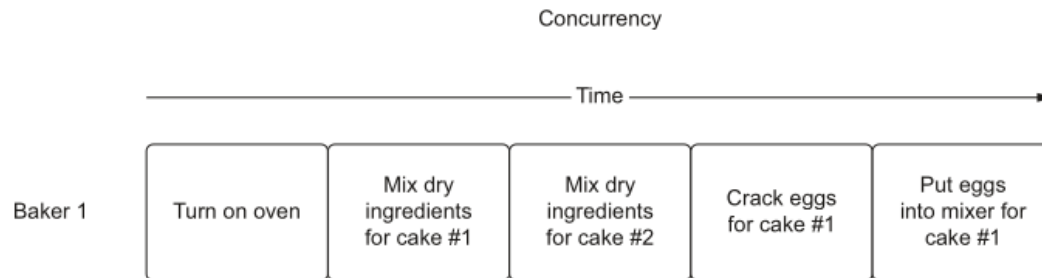 Concurrency
Time
Baker 1
Turn on oven
Mix dry
ingredients
for cake #1
Mix dry
ingredients
for cake #2
Crack eggs
for cake #1
Put eggs
into mixer for
cake #1